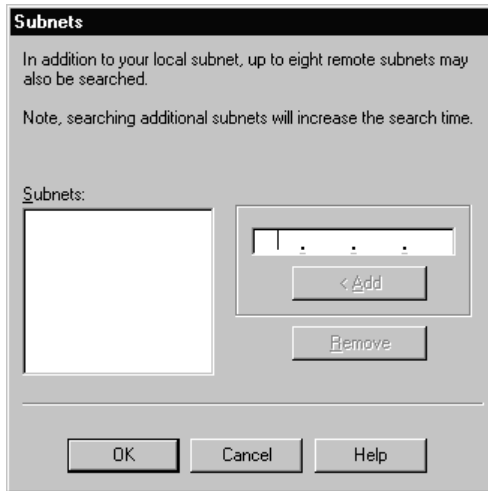 Subnets
In addition to your local subnet, up to eight remote subnets may
also be searched.
Note, searching additional subnets will increase the search time.
Subnets:
. . .
< Add
Remove
OK Cancel Help